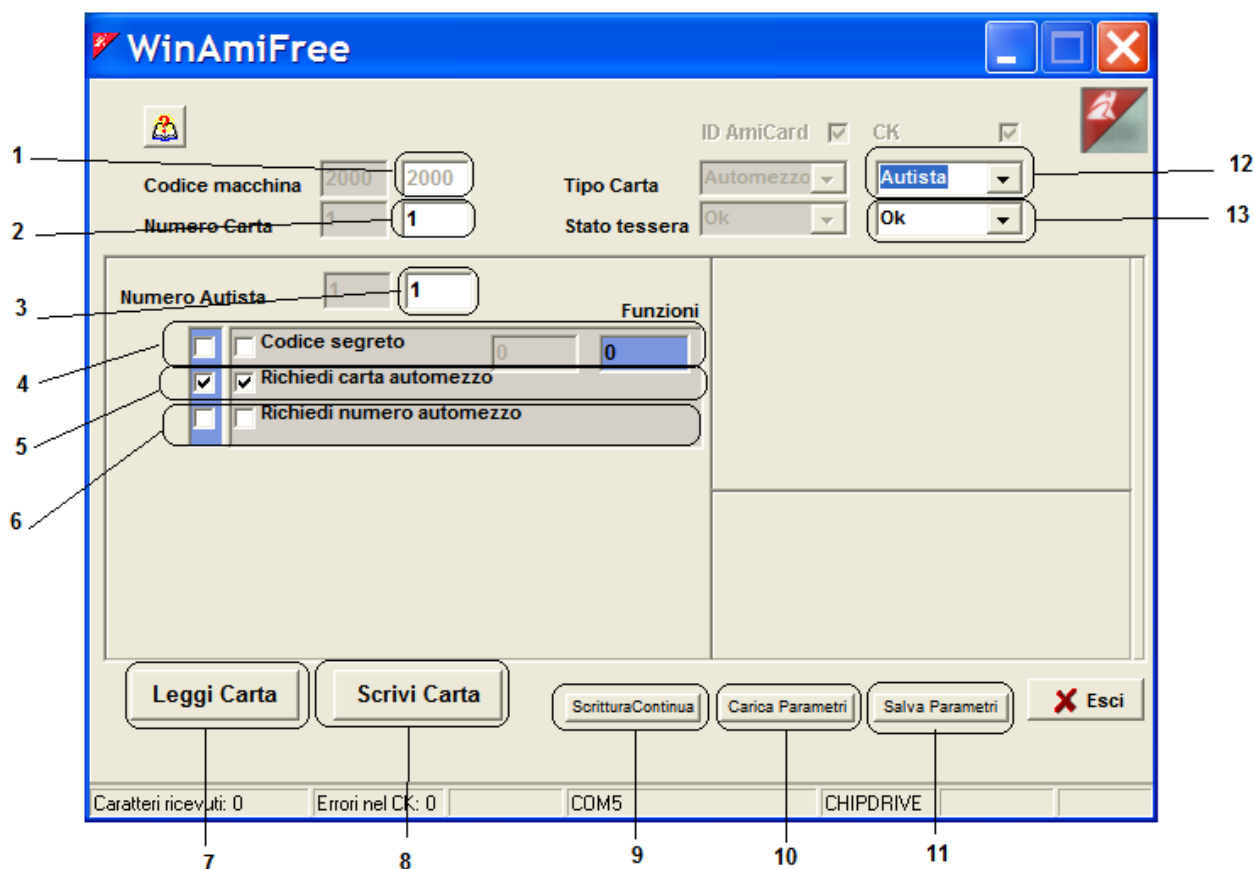 WinAmiFree
ID AmiCard CK
1
Codice macchina 2000 2000 Tipo Carta Automezzo Autista 12
2 Numero Carta 1 1 Stato tessera Ok Ok 13
3 Numero Autista 1 1
Funzioni
4 Codice segreto 0 0
5 Richiedi carta automezzo
6 Richiedi numero automezzo
Leggi Carta Scrivi Carta ScritturaContinua Carica Parametri Salva Parametri Esci
Caratteri ricevuti: 0 Errori nel CK: 0 COM5 CHIPDRIVE
7 8 9 10 11